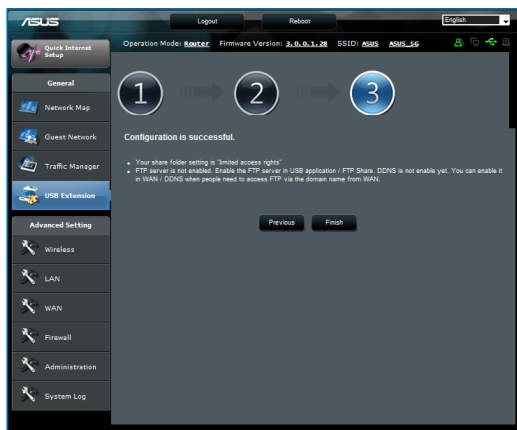 ASUS
Logout
Reboot
English
Quick Internet
Setup
Operation Mode: Router Firmware Version: 3.0.0.1.28 SSID: ASUS ASUS_5G
General
Network Map
Guest Network
Traffic Manager
USB Extension
Advanced Setting
Wireless
LAN
WAN
Firewall
Administration
System Log
1
2
3
Configuration is successful.
Your share folder setting is "limited access rights"
FTP server is not enabled. Enable the FTP server in USB application / FTP Share. DDNS is not enable yet. You can enable it
in WAN / DDNS when people need to access FTP via the domain name from WAN.
Previous
Finish